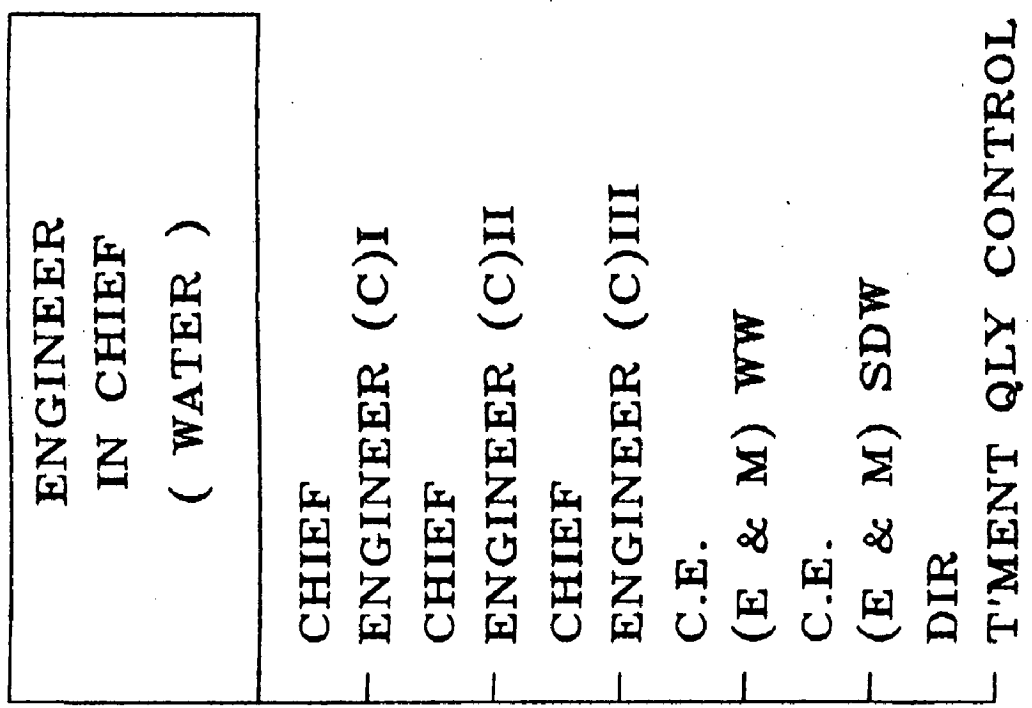 ENGINEER
IN CHIEF
( WATER )
CHIEF
ENGINEER (C)I
CHIEF
ENGINEER (C)II
CHIEF
ENGINEER (C)III
C.E.
(E & M) WW
C.E.
(E & M) SDW
DIR
T'MENT QLY CONTROL